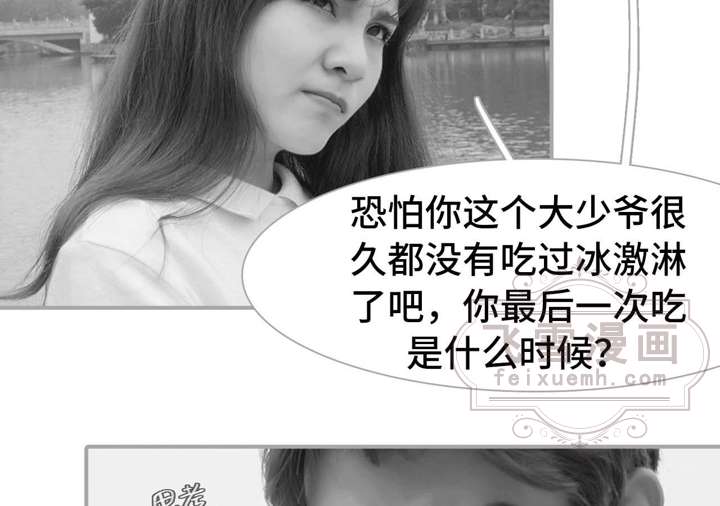 恐怕你这个大少爷很
久都没有吃过冰激淋
了吧，你最后一次吃
是什么时候？
飞雪漫画
feixuemh.com
思考